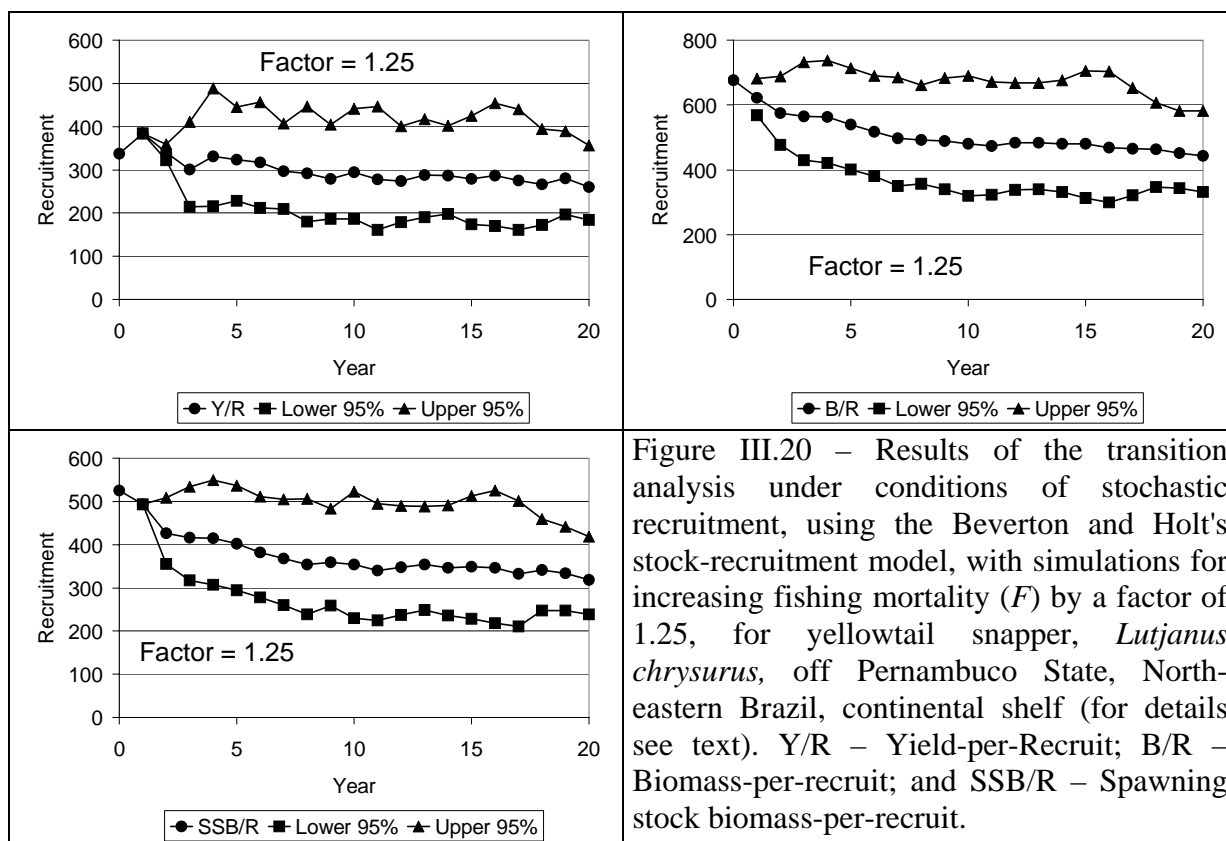 600
500
400
300
200
100
0
Recruitment
Factor = 1.25
0 5 10 15 20
Year
Y/R Lower 95% Upper 95%
800
600
400
200
0
Recruitment
Factor = 1.25
0 5 10 15 20
Year
B/R Lower 95% Upper 95%
600
500
400
300
200
100
0
Recruitment
Factor = 1.25
0 5 10 15 20
Year
SSB/R Lower 95% Upper 95%
Figure III.20 – Results of the transition
analysis under conditions of stochastic
recruitment, using the Beverton and Holt's
stock-recruitment model, with simulations for
increasing fishing mortality (F) by a factor of
1.25, for yellowtail snapper, Lutjanus
chrysurus, off Pernambuco State, North-
eastern Brazil, continental shelf (for details
see text). Y/R – Yield-per-Recruit; B/R –
Biomass-per-recruit; and SSB/R – Spawning
stock biomass-per-recruit.